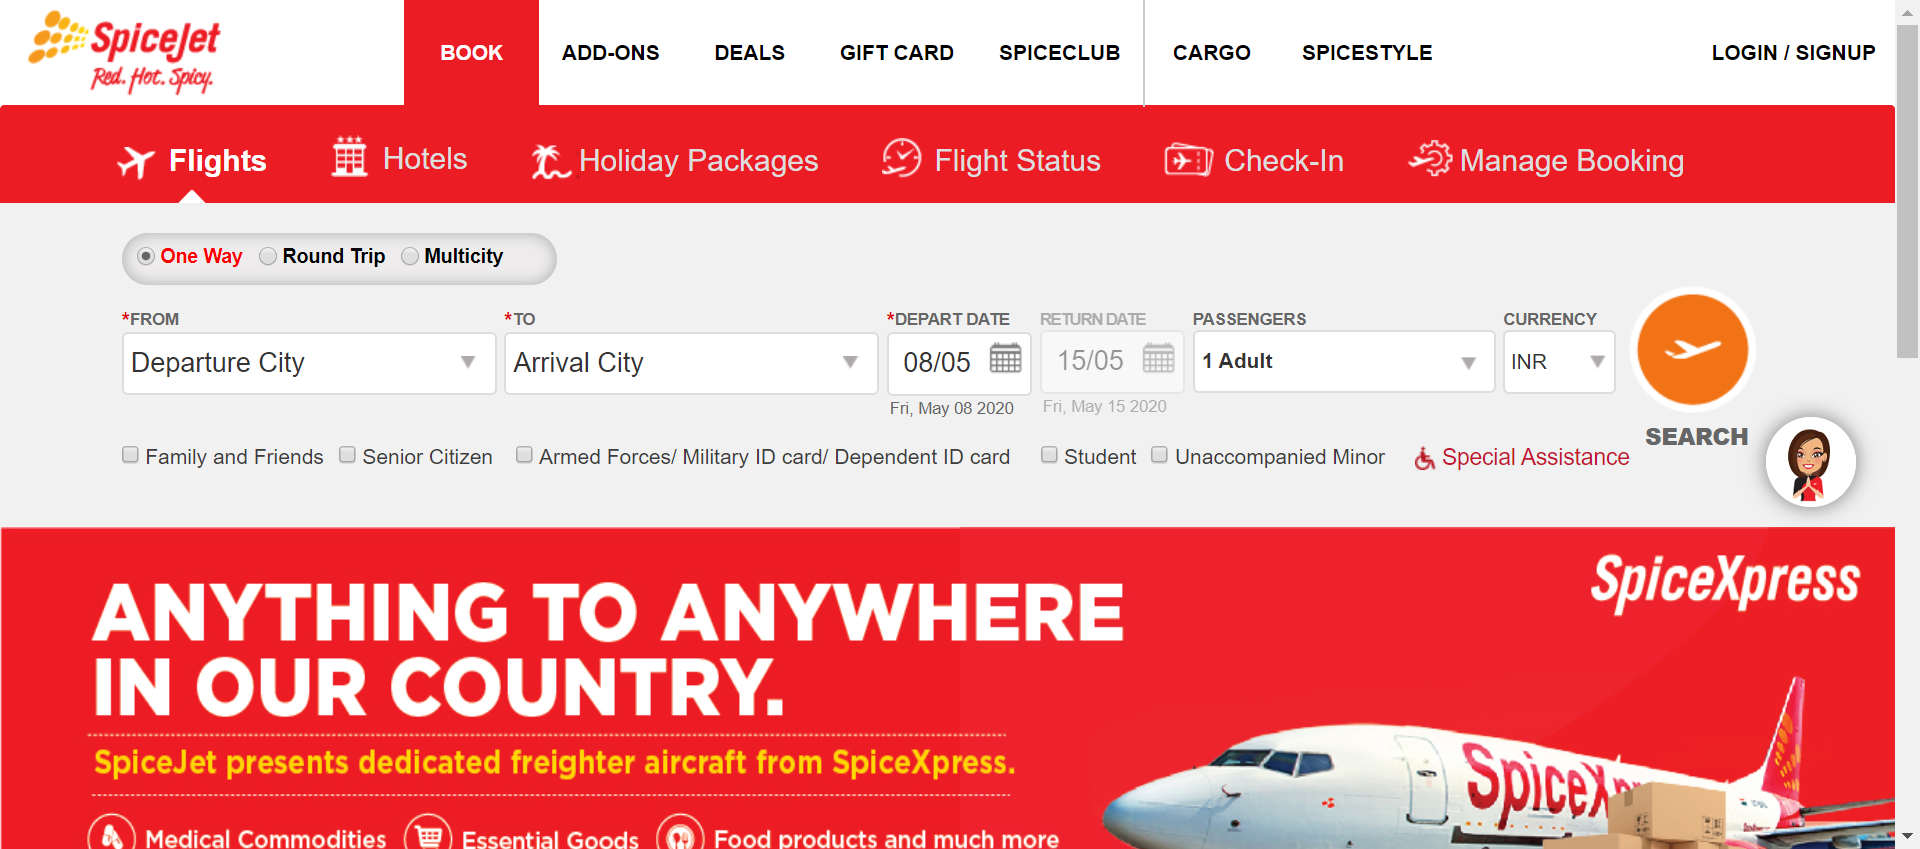 SpiceJet
Red. Hot. Spicy.
BOOK ADD-ONS DEALS GIFT CARD SPICECLUB CARGO SPICESTYLE LOGIN / SIGNUP
Flights Hotels Holiday Packages Flight Status Check-In Manage Booking
One Way Round Trip Multicity
*FROM *TO *DEPART DATE RETURN DATE PASSENGERS CURRENCY
Departure City Arrival City 08/05 15/05 1 Adult INR
Fri, May 08 2020 Fri, May 15 2020
SEARCH
Family and Friends Senior Citizen Armed Forces/ Military ID card/ Dependent ID card Student Unaccompanied Minor Special Assistance
SpiceXpress
ANYTHING TO ANYWHERE
IN OUR COUNTRY.
SpiceJet presents dedicated freighter aircraft from SpiceXpress.
SpiceXpr
Medical Commodities Essential Goods Food products and much more